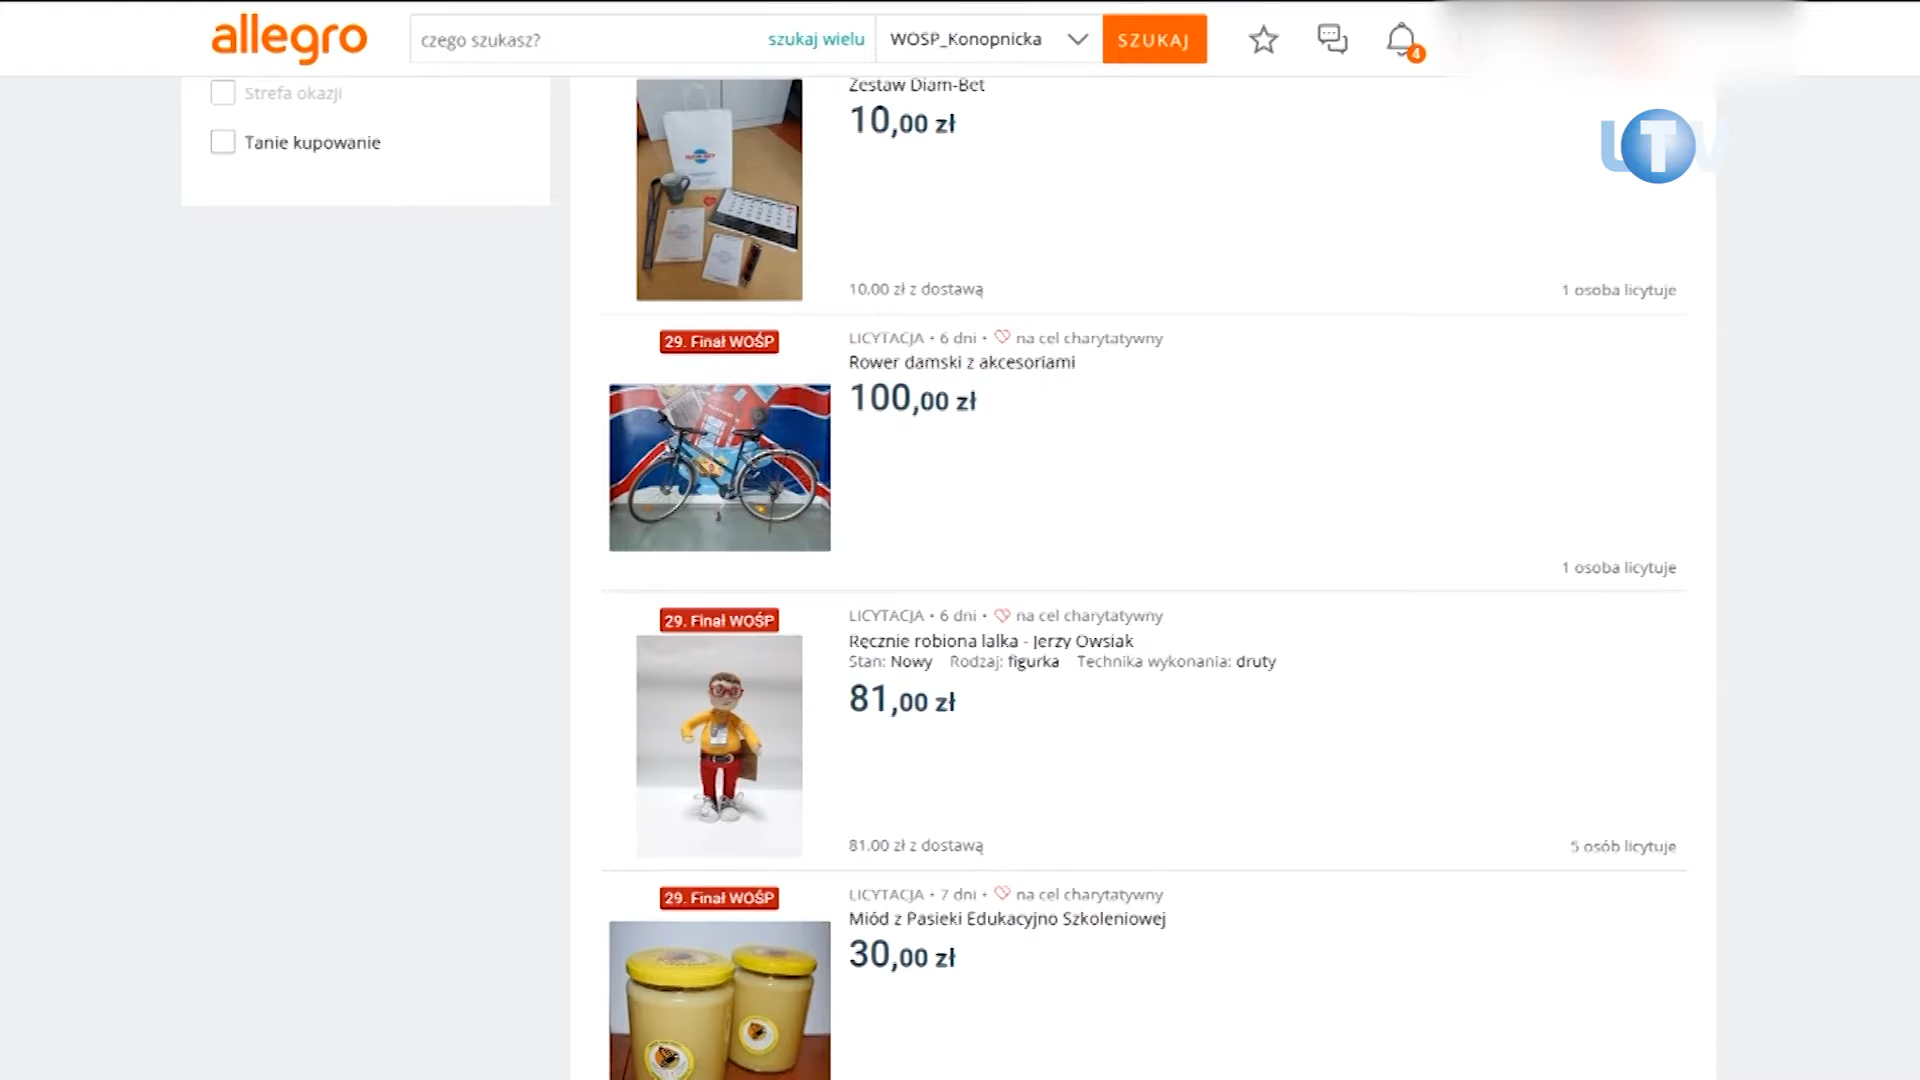 allegro
czego szukasz?
szukaj wielu
WOSP_Konopnicka
SZUKAJ
4
Strefa okazji
Tanie kupowanie
Zestaw Diam-Bet
10,00 zł
10.00 zł z dostawą
1 osoba licytuje
LTV
29. Finał WOŚP
LICYTACJA • 6 dni • na cel charytatywny
Rower damski z akcesoriami
100,00 zł
1 osoba licytuje
29. Finał WOŚP
LICYTACJA • 6 dni • na cel charytatywny
Ręcznie robiona lalka - Jerzy Owsiak
Stan: Nowy Rodzaj: figurka Technika wykonania: druty
81,00 zł
81.00 zł z dostawą
5 osób licytuje
29. Finał WOŚP
LICYTACJA • 7 dni • na cel charytatywny
Miód z Pasieki Edukacyjno Szkoleniowej
30,00 zł